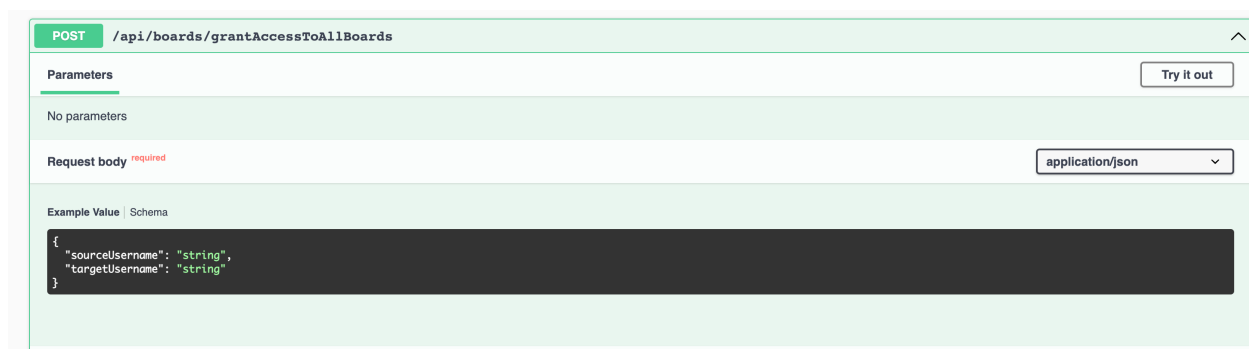 POST /api/boards/grantAccessToAllBoards
Parameters
Try it out
No parameters
Request body required
application/json
Example Value | Schema
{
  "sourceUsername": "string",
  "targetUsername": "string"
}